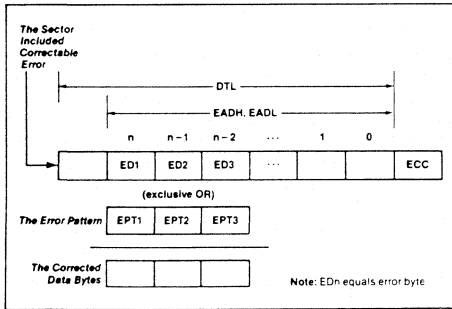 The Sector
Included
Correctable
Error
DTL
EADH, EADL
n n-1 n-2 ... 1 0
ED1 ED2 ED3 ... ECC
(exclusive OR)
The Error Pattern EPT1 EPT2 EPT3
The Corrected
Data Bytes
Note: EDn equals error byte